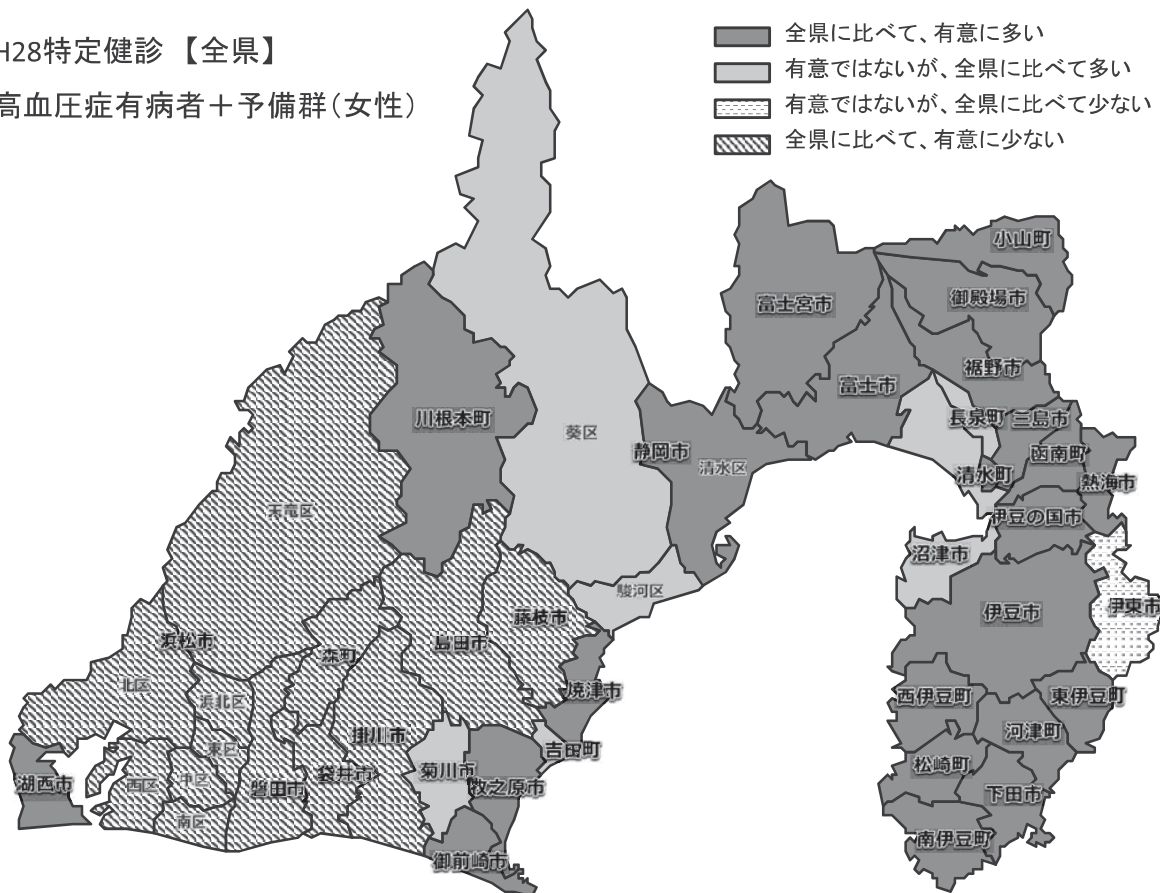 H28特定健診 【全県】
高血圧症有病者＋予備群（女性）
全県に比べて、有意に多い
有意ではないが、全県に比べて多い
有意ではないが、全県に比べて少ない
全県に比べて、有意に少ない
小山町
御殿場市
富士宮市
裾野市
富士市
長泉町
三島市
川根本町
葵区
静岡市
清水区
函南町
清水町
熱海市
天竜区
伊豆の国市
沼津市
駿河区
伊豆市
伊東市
藤枝市
浜松市
島田市
森町
北区
浜北区
焼津市
西伊豆町
東伊豆町
河津町
掛川市
東区
吉田町
菊川市
松崎町
湖西市
西区
中区
磐田市
袋井市
牧之原市
下田市
南区
南伊豆町
御前崎市